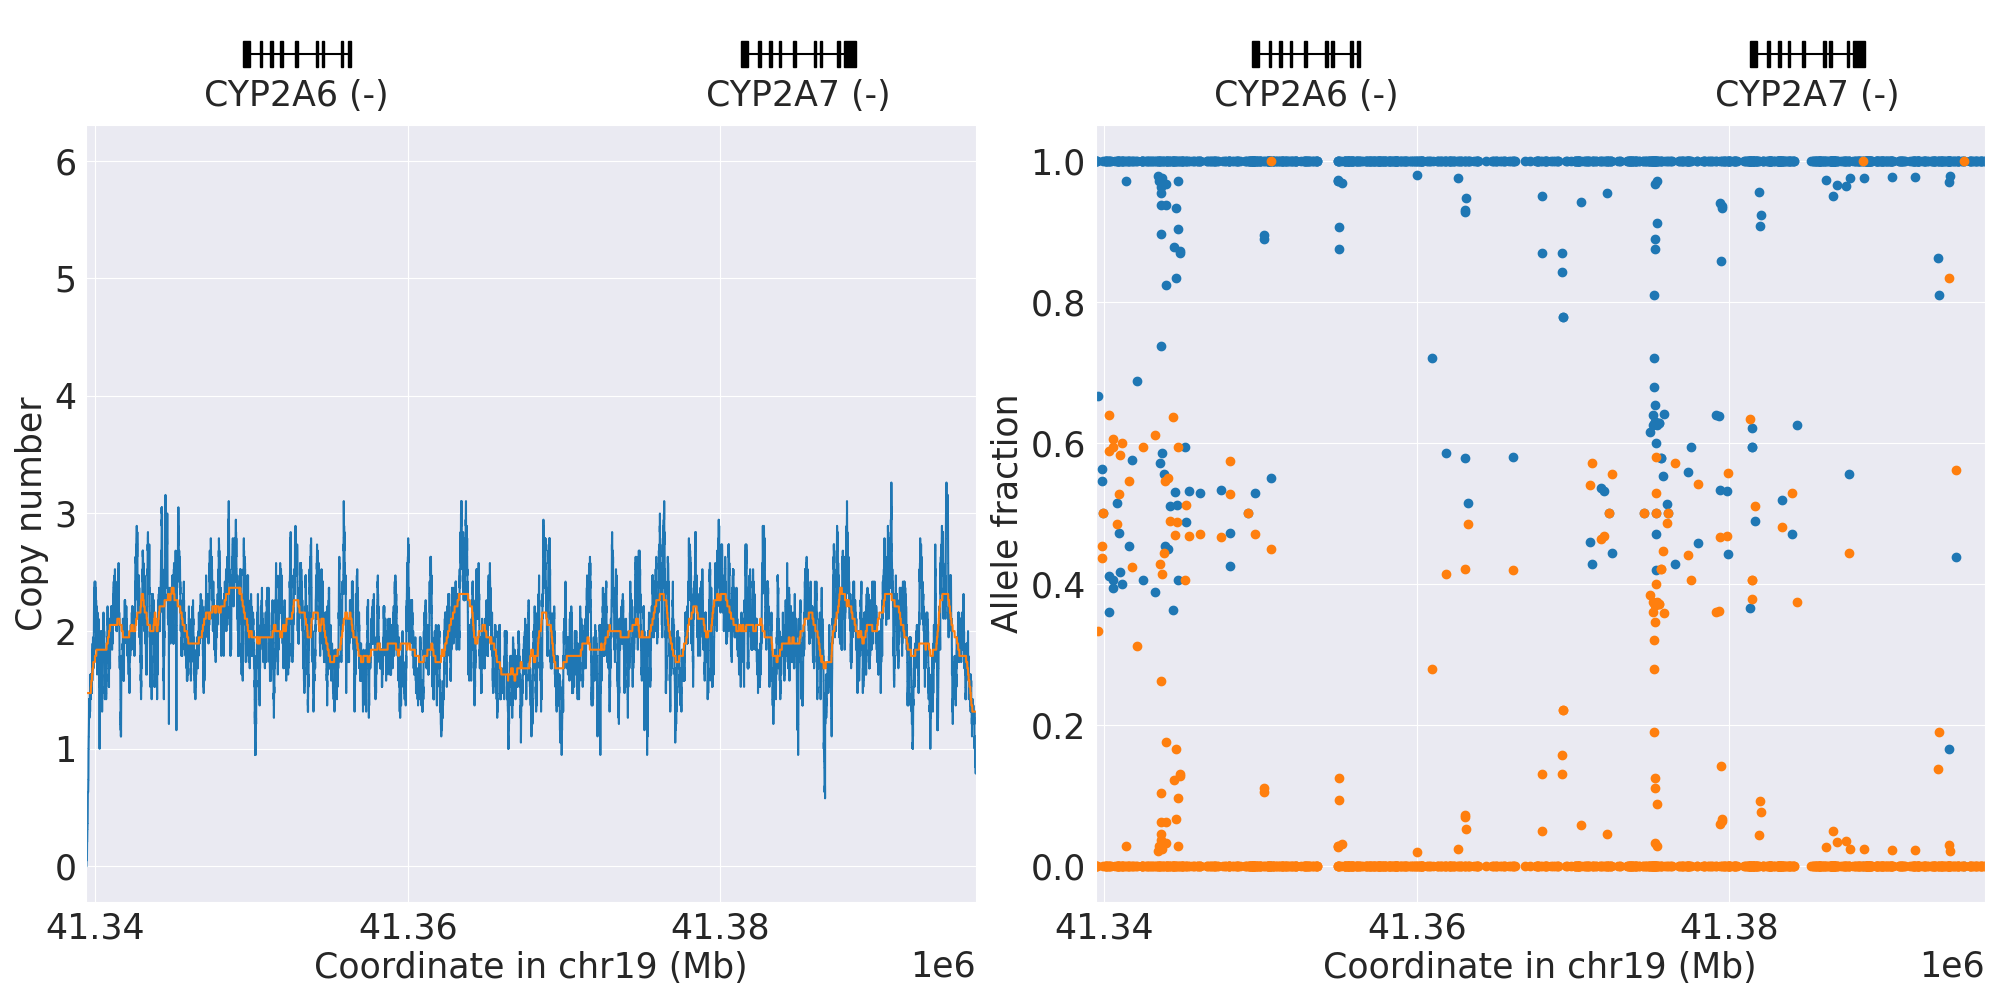 CYP2A6 (-)
CYP2A7 (-)
6
5
4
3
2
1
0
Copy number
41.34
41.36
41.38
Coordinate in chr19 (Mb)
1e6
CYP2A6 (-)
CYP2A7 (-)
1.0
0.8
0.6
0.4
0.2
0.0
Allele fraction
41.34
41.36
41.38
Coordinate in chr19 (Mb)
1e6